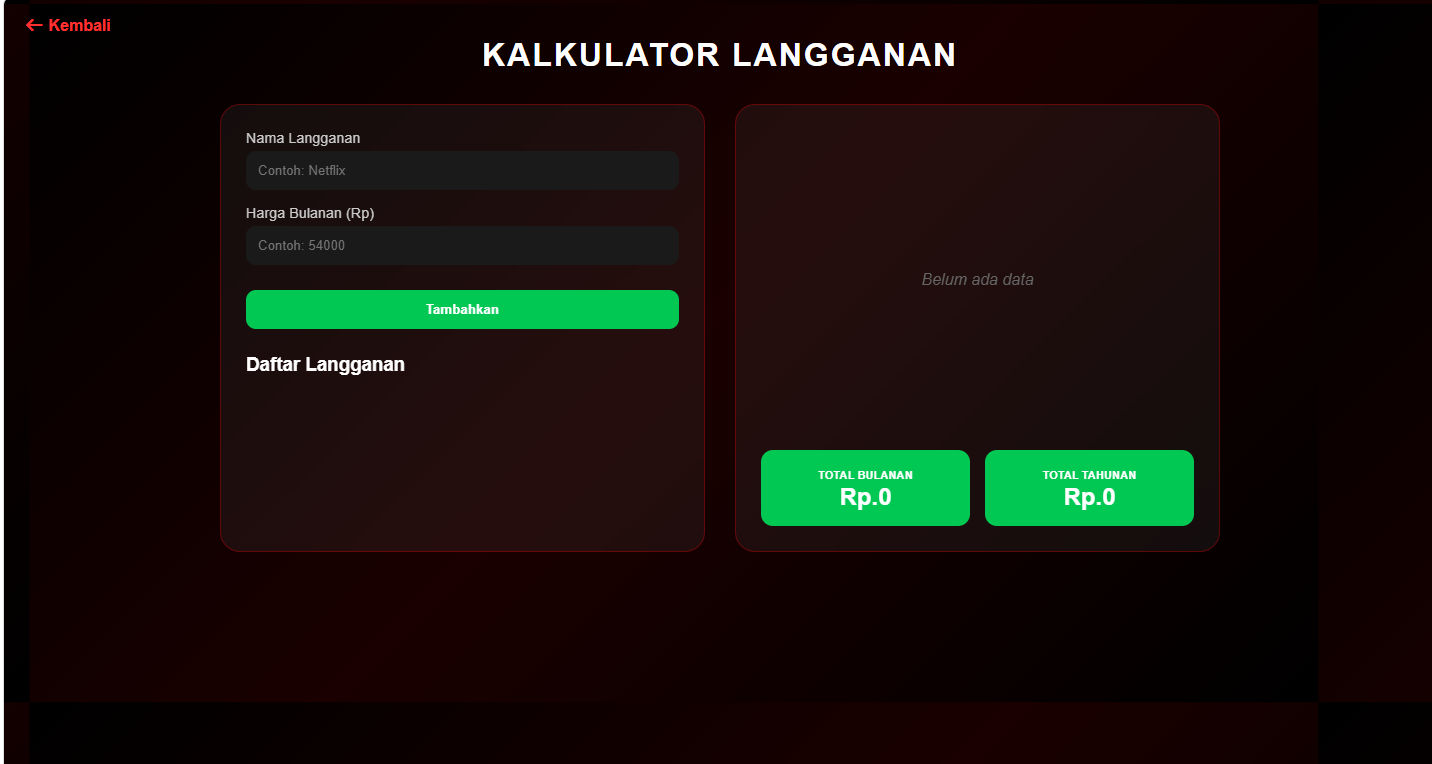 ← Kembali
KALKULATOR LANGGANAN
Nama Langganan
Contoh: Netflix
Harga Bulanan (Rp)
Contoh: 54000
Tambahkan
Daftar Langganan
Belum ada data
TOTAL BULANAN
Rp.0
TOTAL TAHUNAN
Rp.0